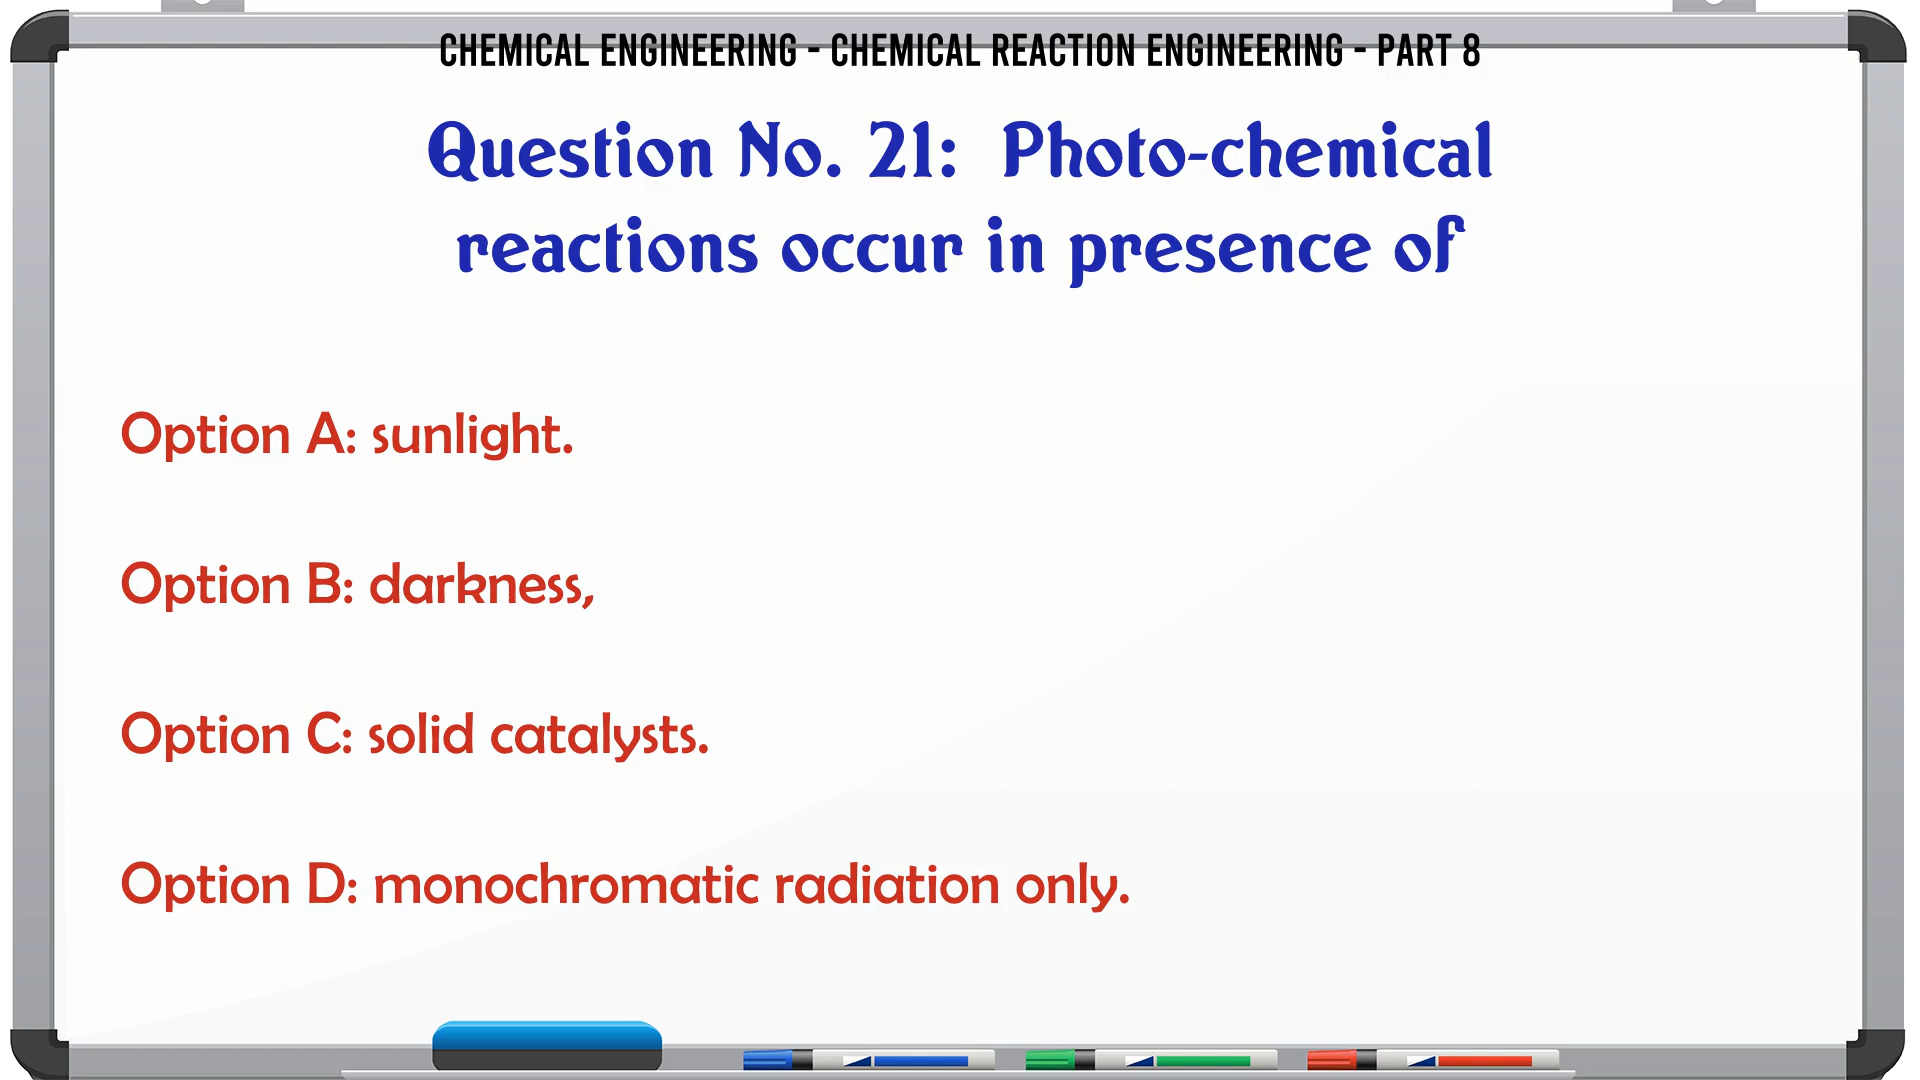 CHEMICAL ENGINEERING - CHEMICAL REACTION ENGINEERING - PART 8
Question No. 21: Photo-chemical
reactions occur in presence of
Option A: sunlight.
Option B: darkness,
Option C: solid catalysts.
Option D: monochromatic radiation only.